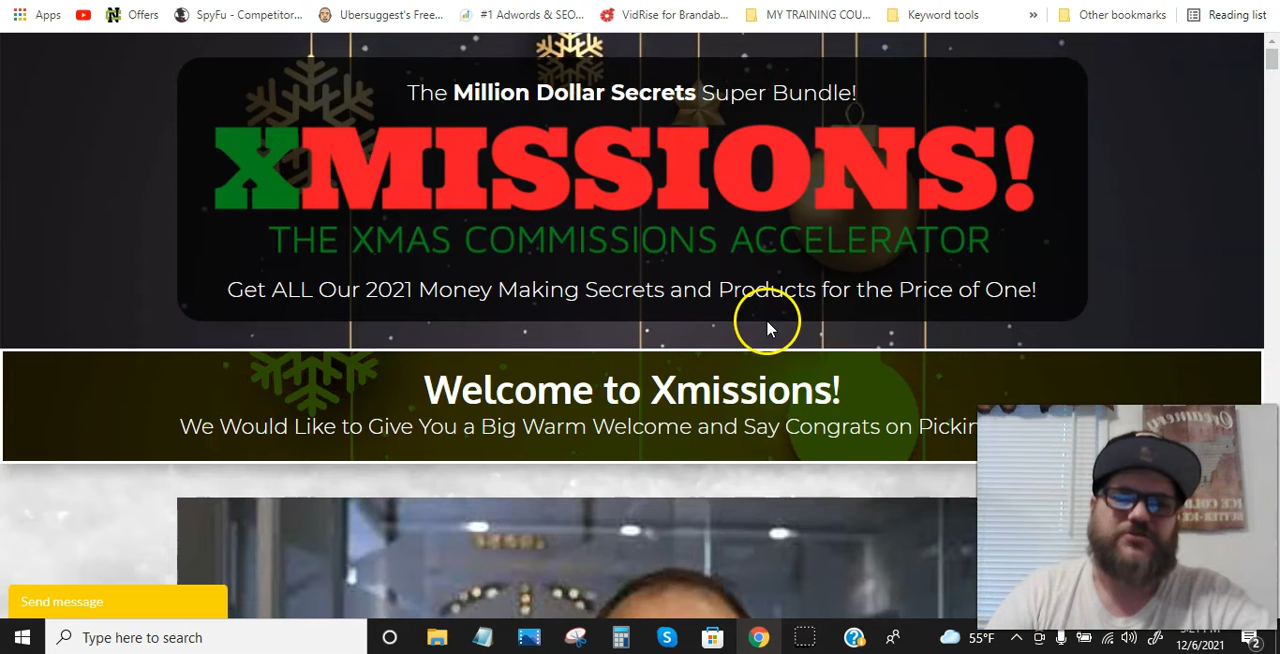 Apps Offers SpyFu - Competitor... Ubersuggest's Free... #1 Adwords & SEO... VidRise for Brandab... MY TRAINING COU... Keyword tools » Other bookmarks Reading list
The Million Dollar Secrets Super Bundle!
XMISSIONS!
THE XMAS COMMISSIONS ACCELERATOR
Get ALL Our 2021 Money Making Secrets and Products for the Price of One!
Welcome to Xmissions!
We Would Like to Give You a Big Warm Welcome and Say Congrats on Pickin
Send message
Type here to search
55°F
12/6/2021
2